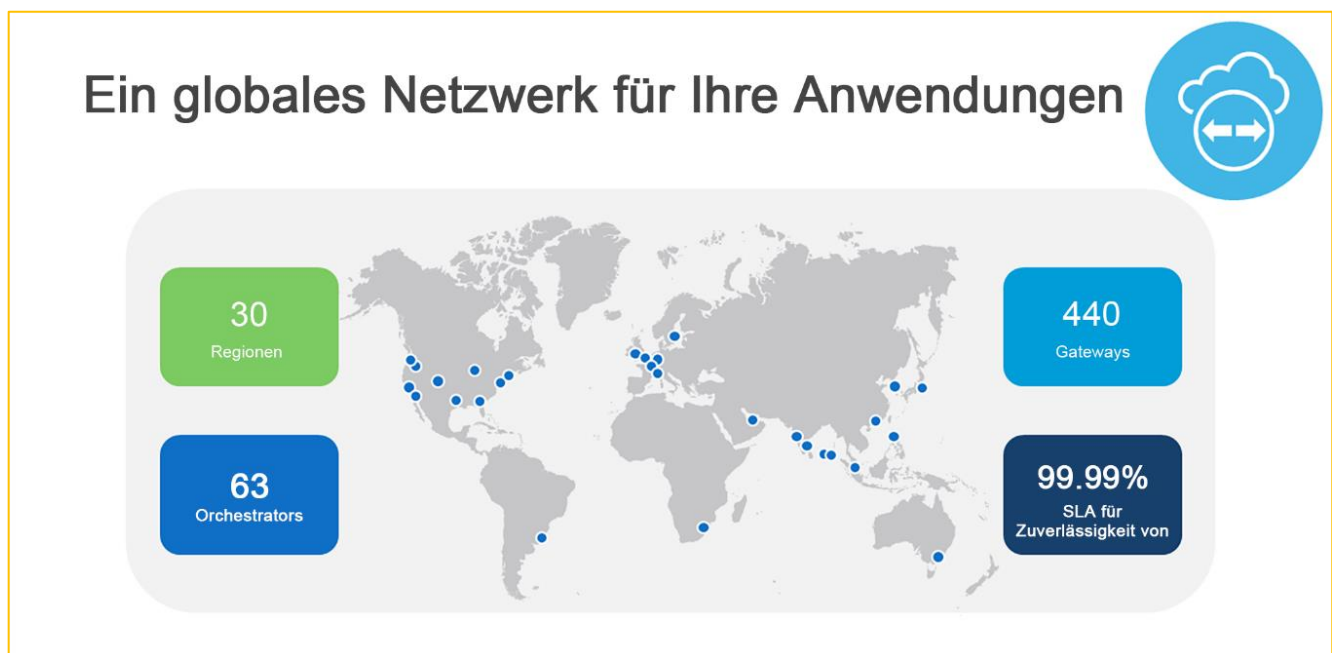 Ein globales Netzwerk für Ihre Anwendungen
30
Regionen
440
Gateways
63
Orchestrators
99.99%
SLA für
Zuverlässigkeit von